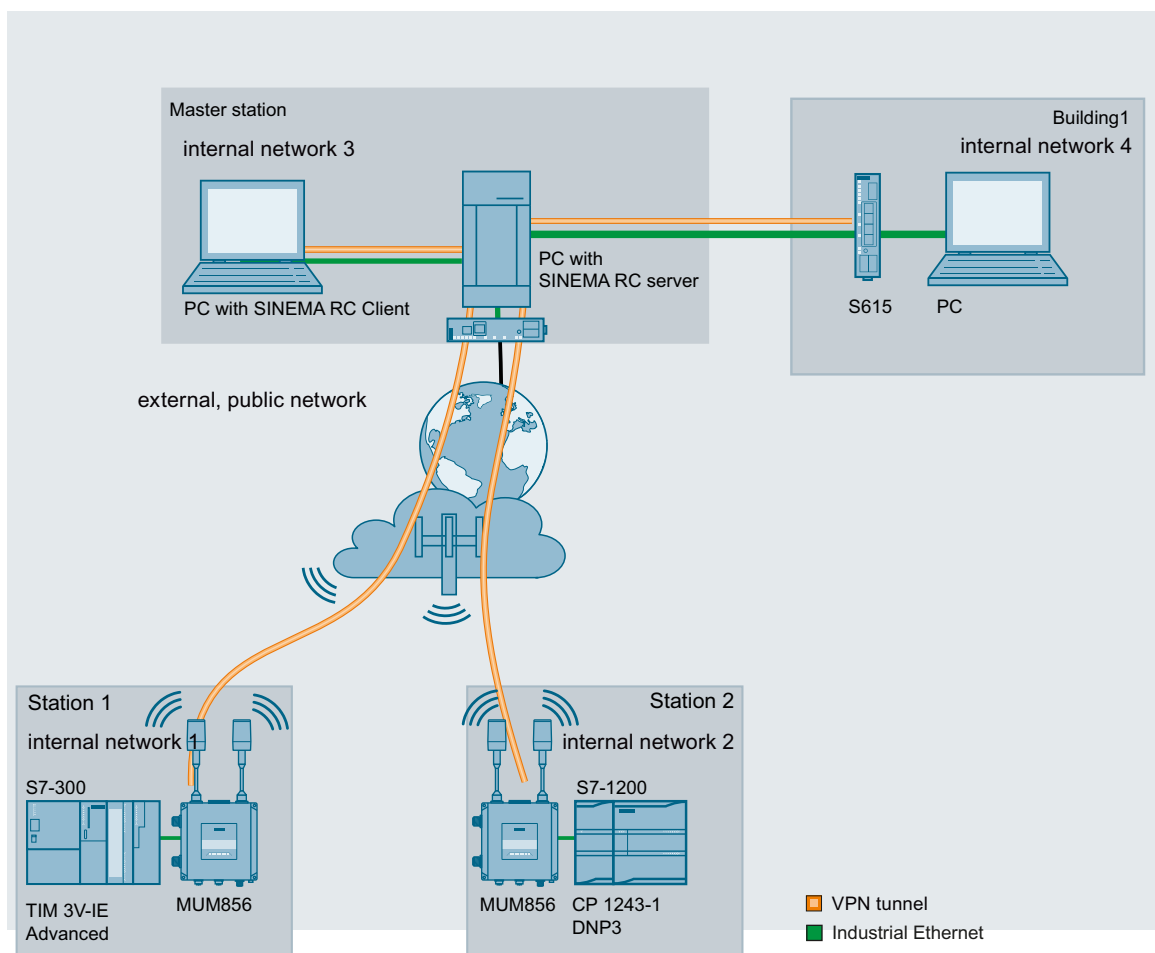 Master station
internal network 3
PC with SINEMA RC Client
PC with
SINEMA RC server
Building1
internal network 4
S615
PC
external, public network
Station 1
internal network 1
S7-300
TIM 3V-IE
Advanced
MUM856
Station 2
internal network 2
S7-1200
MUM856
CP 1243-1
DNP3
VPN tunnel
Industrial Ethernet